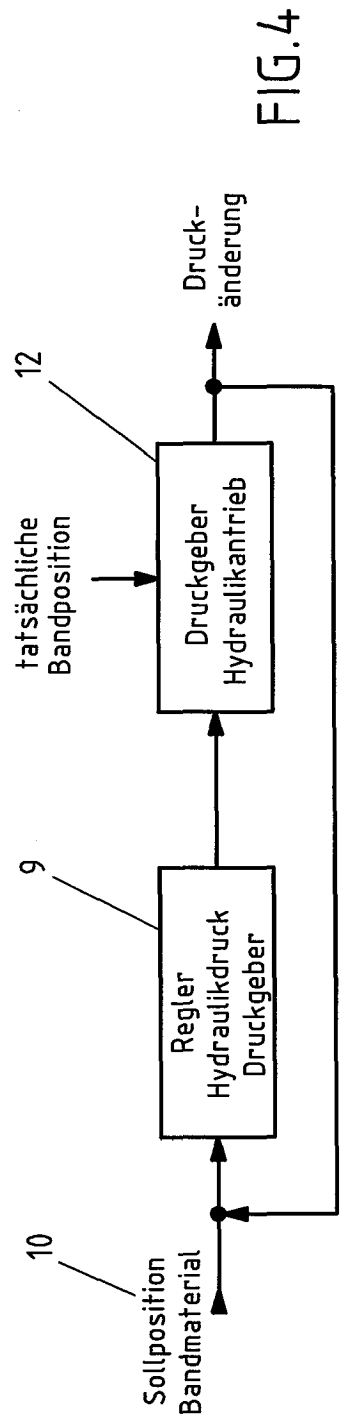 10
Sollposition
Bandmaterial
9
Regler
Hydraulikdruck
Druckgeber
tatsächliche
Bandposition
12
Druckgeber
Hydraulikantrieb
Druck-
änderung
FIG. 4